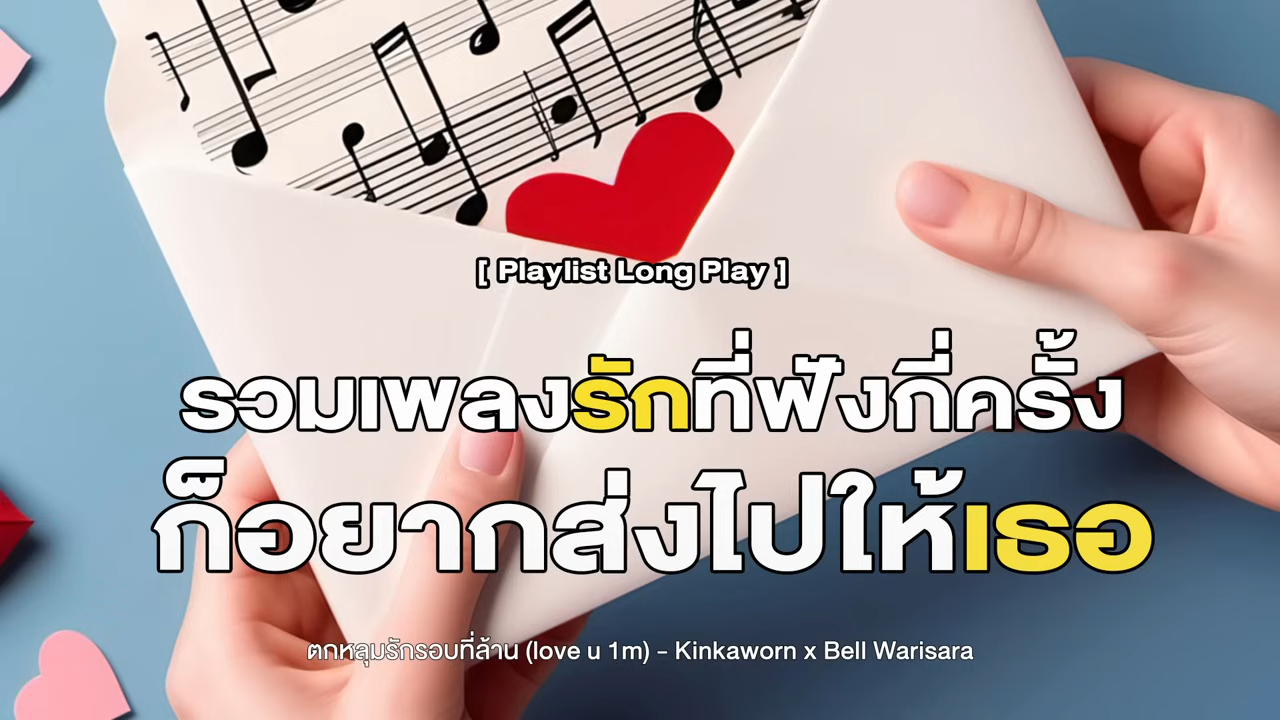 [ Playlist Long Play ]
รวมเพลงรักที่ฟังกี่ครั้ง
ก็อยากส่งไปให้เธอ
ตกหลุมรักรอบที่ล้าน (love u 1m) - Kinkaworn x Bell Warisara